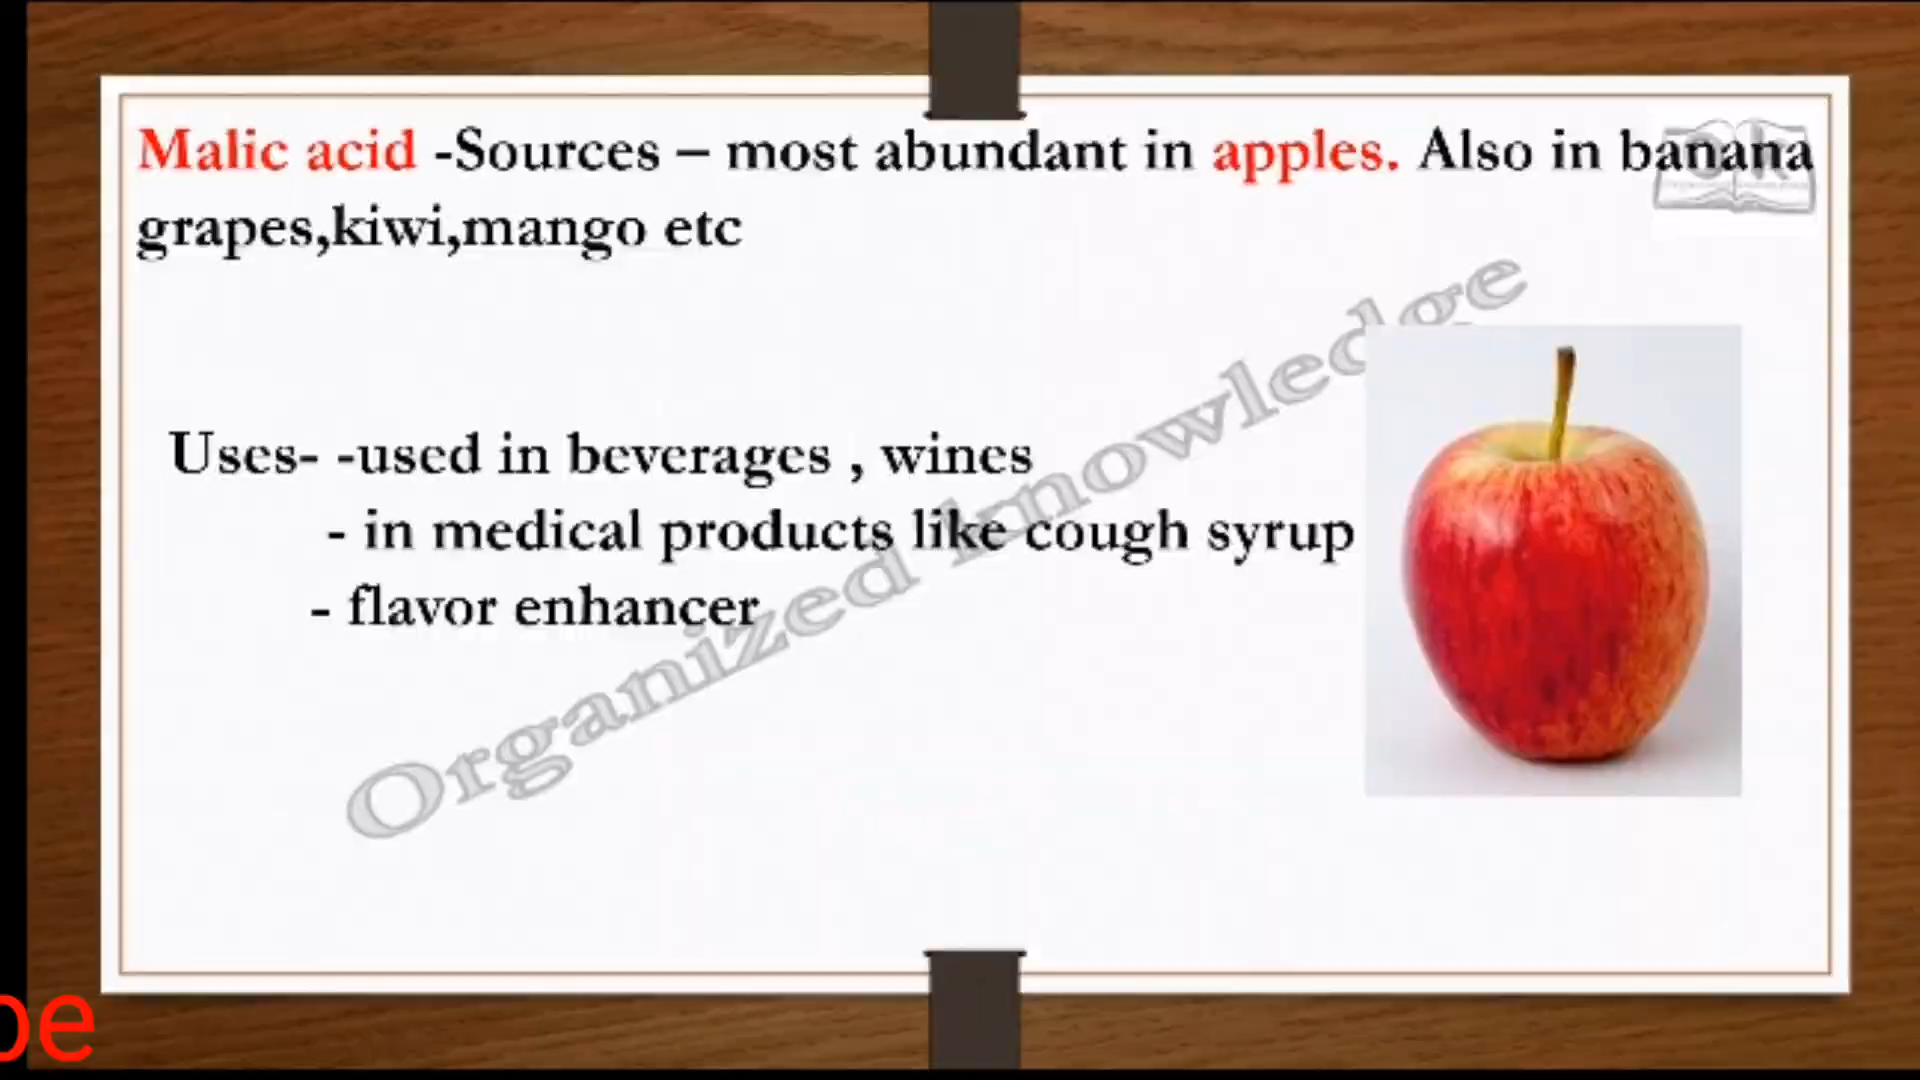 Malic acid -Sources – most abundant in apples. Also in banana
grapes,kiwi,mango etc
Uses- -used in beverages , wines
- in medical products like cough syrup
- flavor enhancer
Organized knowledge
be